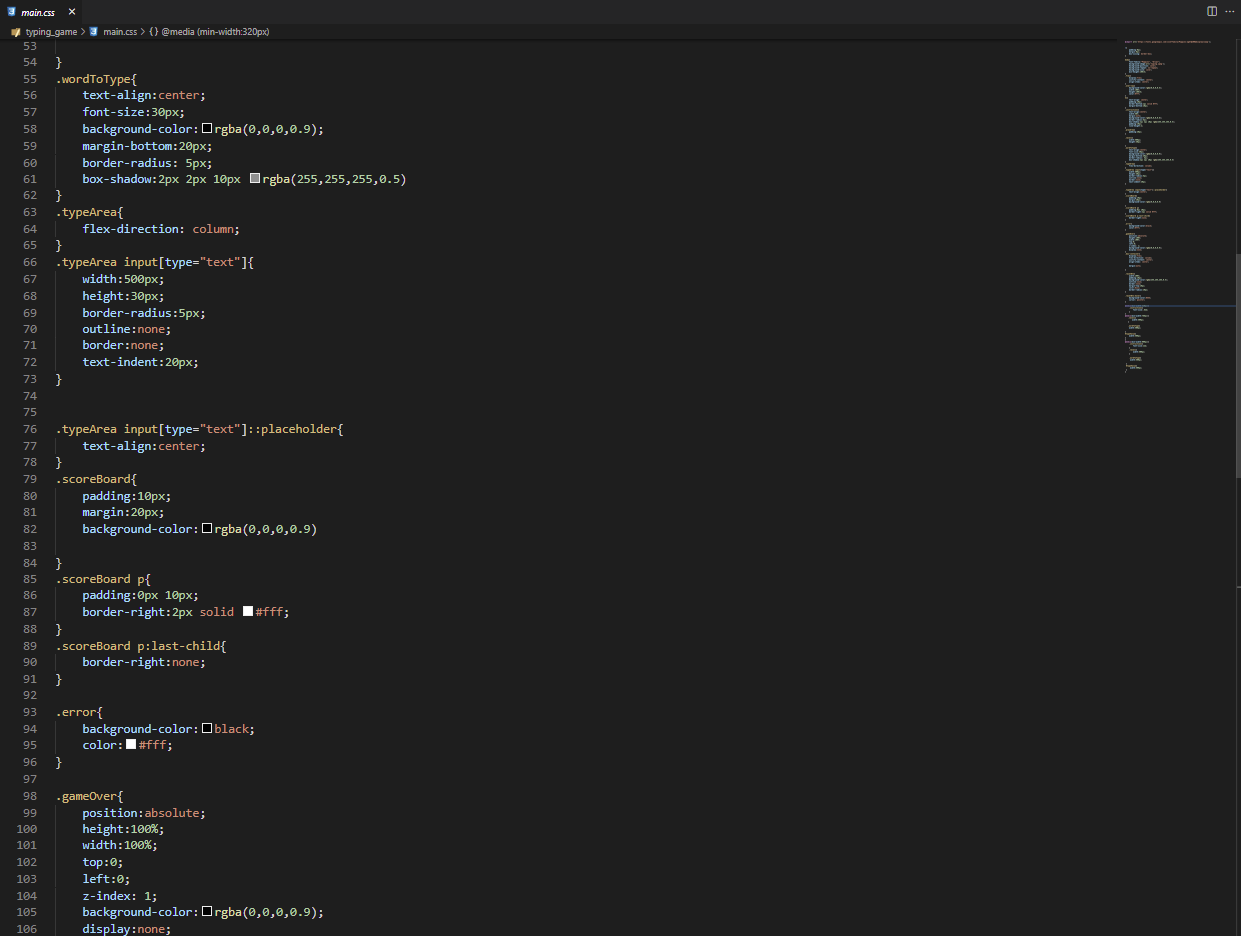 main.css
typing_game > main.css > {} @media (min-width:320px)
53
54 }
55 .wordToType{
56 text-align:center;
57 font-size:30px;
58 background-color:rgba(0,0,0,0.9);
59 margin-bottom:20px;
60 border-radius: 5px;
61 box-shadow:2px 2px 10px rgba(255,255,255,0.5)
62 }
63 .typeArea{
64 flex-direction: column;
65 }
66 .typeArea input[type="text"]{
67 width:500px;
68 height:30px;
69 border-radius:5px;
70 outline:none;
71 border:none;
72 text-indent:20px;
73 }
74
75
76 .typeArea input[type="text"]::placeholder{
77 text-align:center;
78 }
79 .scoreBoard{
80 padding:10px;
81 margin:20px;
82 background-color:rgba(0,0,0,0.9)
83
84 }
85 .scoreBoard p{
86 padding:0px 10px;
87 border-right:2px solid #fff;
88 }
89 .scoreBoard p:last-child{
90 border-right:none;
91 }
92
93 .error{
94 background-color:black;
95 color:#fff;
96 }
97
98 .gameOver{
99 position:absolute;
100 height:100%;
101 width:100%;
102 top:0;
103 left:0;
104 z-index: 1;
105 background-color:rgba(0,0,0,0.9);
106 display:none;